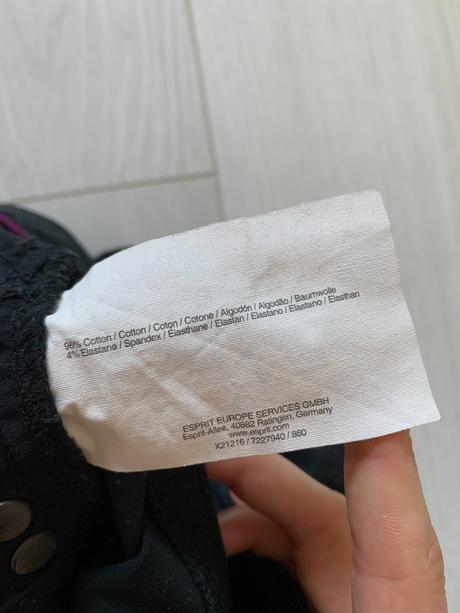 96% Cotton / Cotton / Coton / Cotone / Algodón / Algodão / Baumwolle
4% Elastane / Spandex / Elasthane / Elastan / Elastano / Elastano / Elasthan
ESPRIT EUROPE SERVICES GMBH
Esprit-Allee, 40882 Ratingen, Germany
www.esprit.com
X21216 / 7227940 / 860